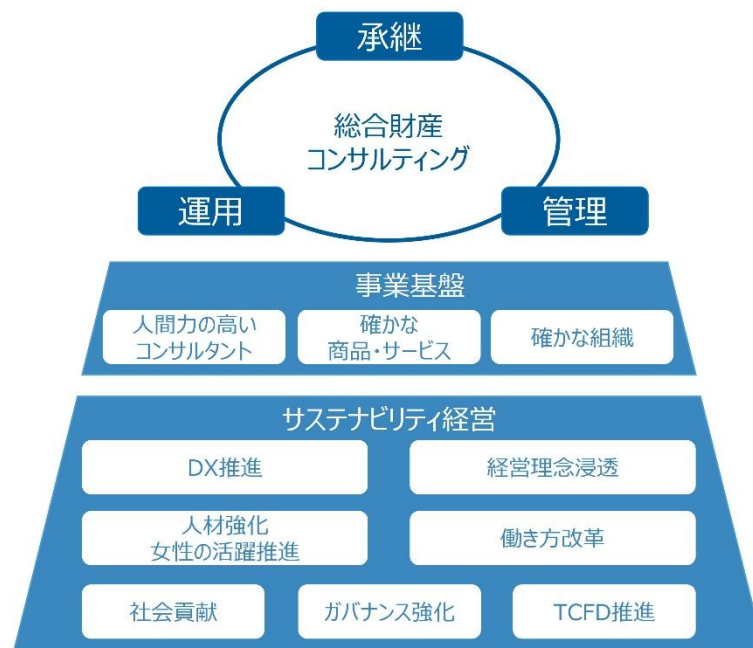 承継
総合財産
コンサルティング
運用
管理
事業基盤
人間力の高い
コンサルタント
確かな
商品・サービス
確かな組織
サステナビリティ経営
DX推進
経営理念浸透
人材強化
女性の活躍推進
働き方改革
社会貢献
ガバナンス強化
TCFD推進